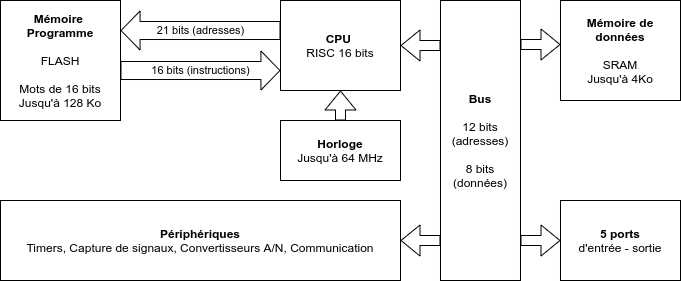 Mémoire
Programme
FLASH
Mots de 16 bits
Jusqu'à 128 Ko
21 bits (adresses)
16 bits (instructions)
CPU
RISC 16 bits
Horloge
Jusqu'à 64 MHz
Bus
12 bits
(adresses)
8 bits
(données)
Mémoire de
données
SRAM
Jusqu'à 4Ko
Périphériques
Timers, Capture de signaux, Convertisseurs A/N, Communication
5 ports
d'entrée - sortie